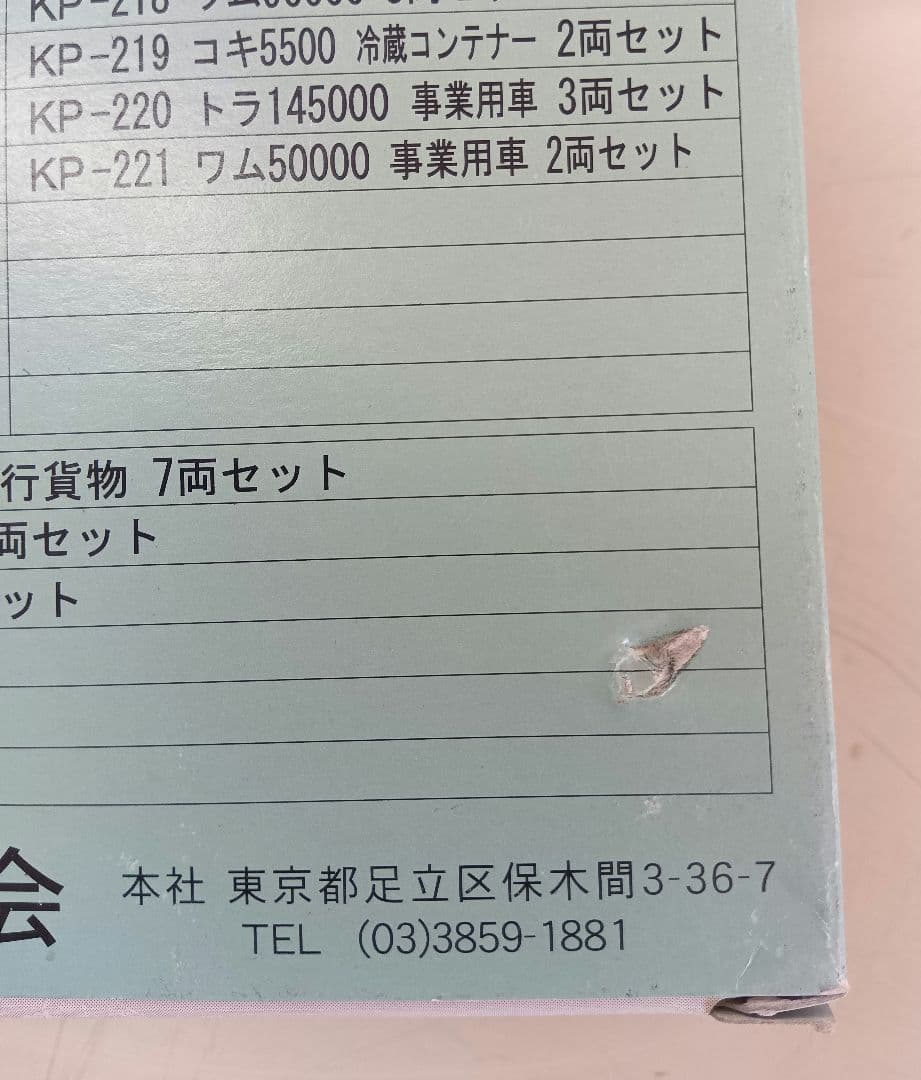 KP-219 コキ5500 冷蔵コンテナー 2両セット
KP-220 トラ145000 事業用車 3両セット
KP-221 ワム50000 事業用車 2両セット
行貨物 7両セット
両セット
ット
会
本社 東京都足立区保木間3-36-7
TEL (03)3859-1881